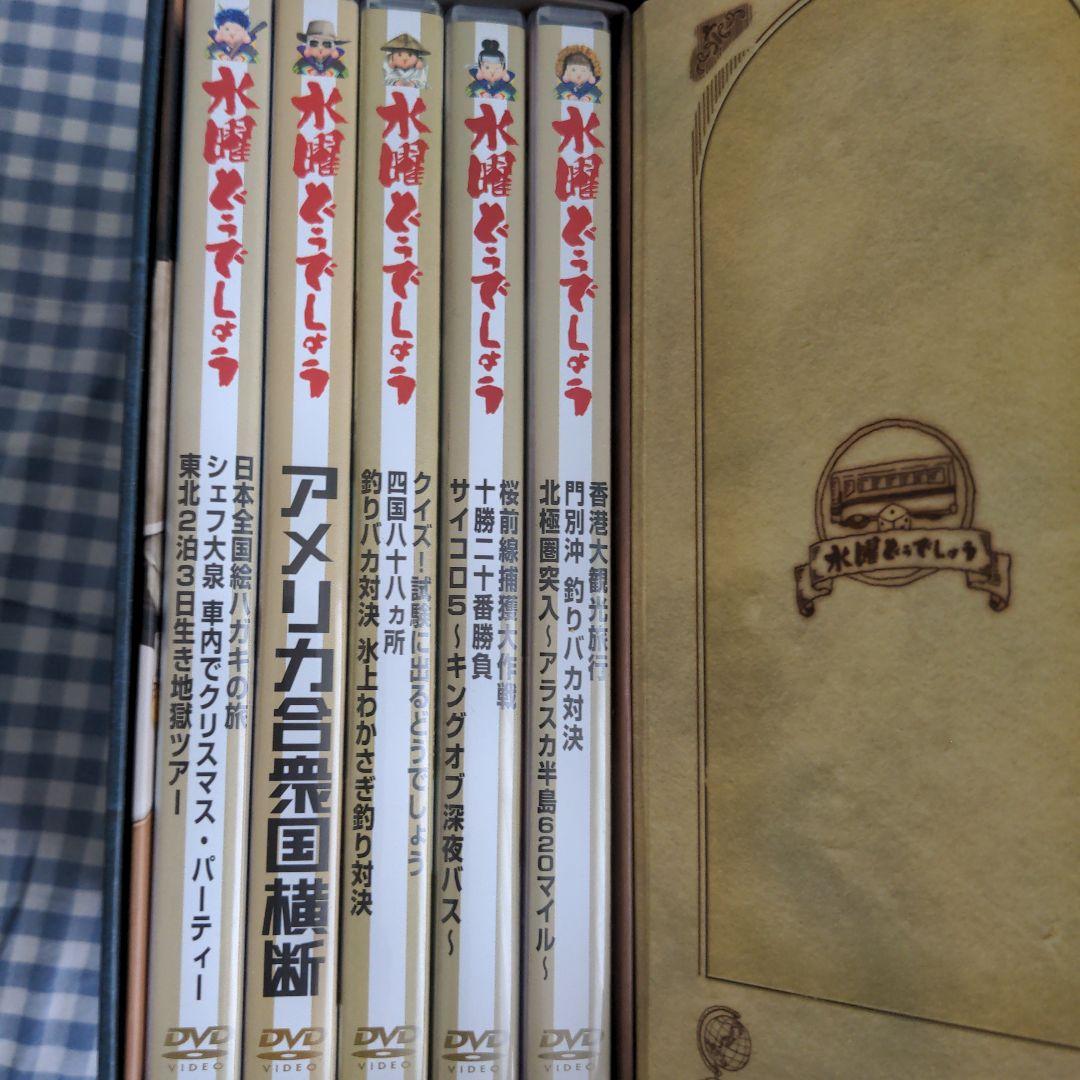 水曜どうでしょう
日本全国絵ハガキの旅
シェフ大泉 車内でクリスマス・パーティー
東北2泊3日生き地獄ツアー
DVD
VIDEO
水曜どうでしょう
アメリカ合衆国横断
DVD
VIDEO
水曜どうでしょう
クイズ!試験に出るどうでしょう
四国八十八ヵ所
釣りバカ対決 氷上わかさぎ釣り対決
DVD
VIDEO
水曜どうでしょう
桜前線捕獲大作戦
十勝二十番勝負
サイコロ5～キングオブ深夜バス～
DVD
VIDEO
水曜どうでしょう
香港大観光旅行
門別沖 釣りバカ対決
北極圏突入～アラスカ半島620マイル～
DVD
VIDEO
水曜どうでしょう